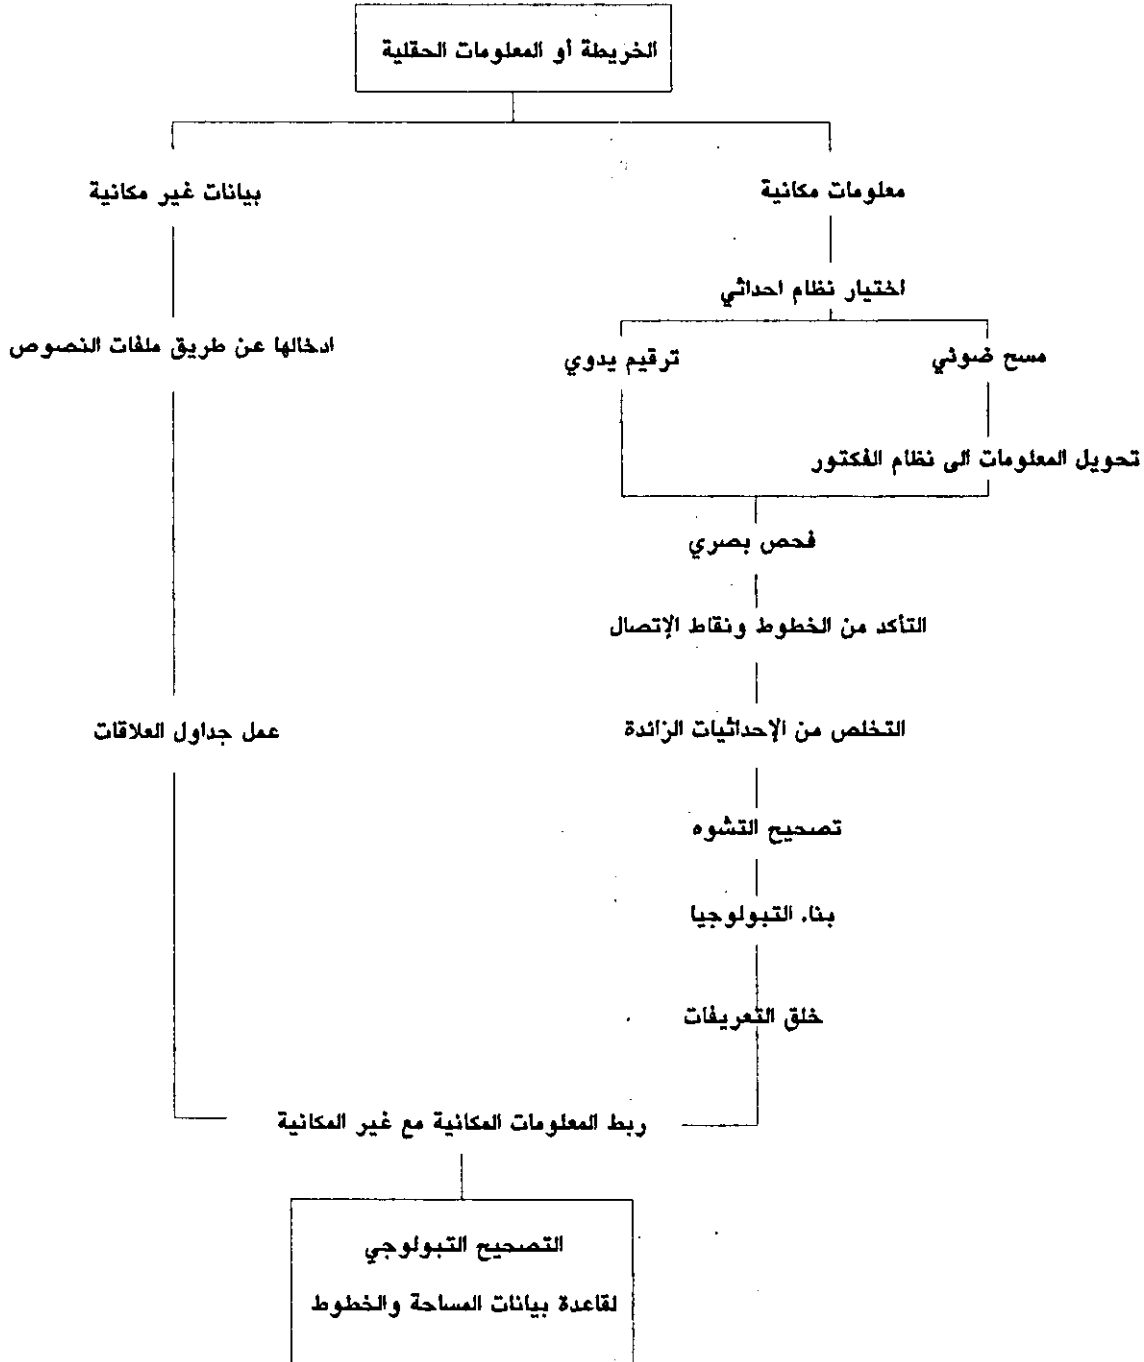 الخريطة أو المعلومات الحقلية
معلومات مكانية
بيانات غير مكانية
اختيار نظام احداثي
ادخالها عن طريق ملفات النصوص
مسح ضوئي
ترقيم يدوي
تحويل المعلومات الى نظام الفكتور
فحص بصري
التأكد من الخطوط ونقاط الإتصال
التخلص من الإحداثيات الزائدة
عمل جداول العلاقات
تصحيح التشوه
بناء التبولوجيا
خلق التعريفات
ربط المعلومات المكانية مع غير المكانية
التصحيح التبولوجي
لقاعدة بيانات المساحة والخطوط